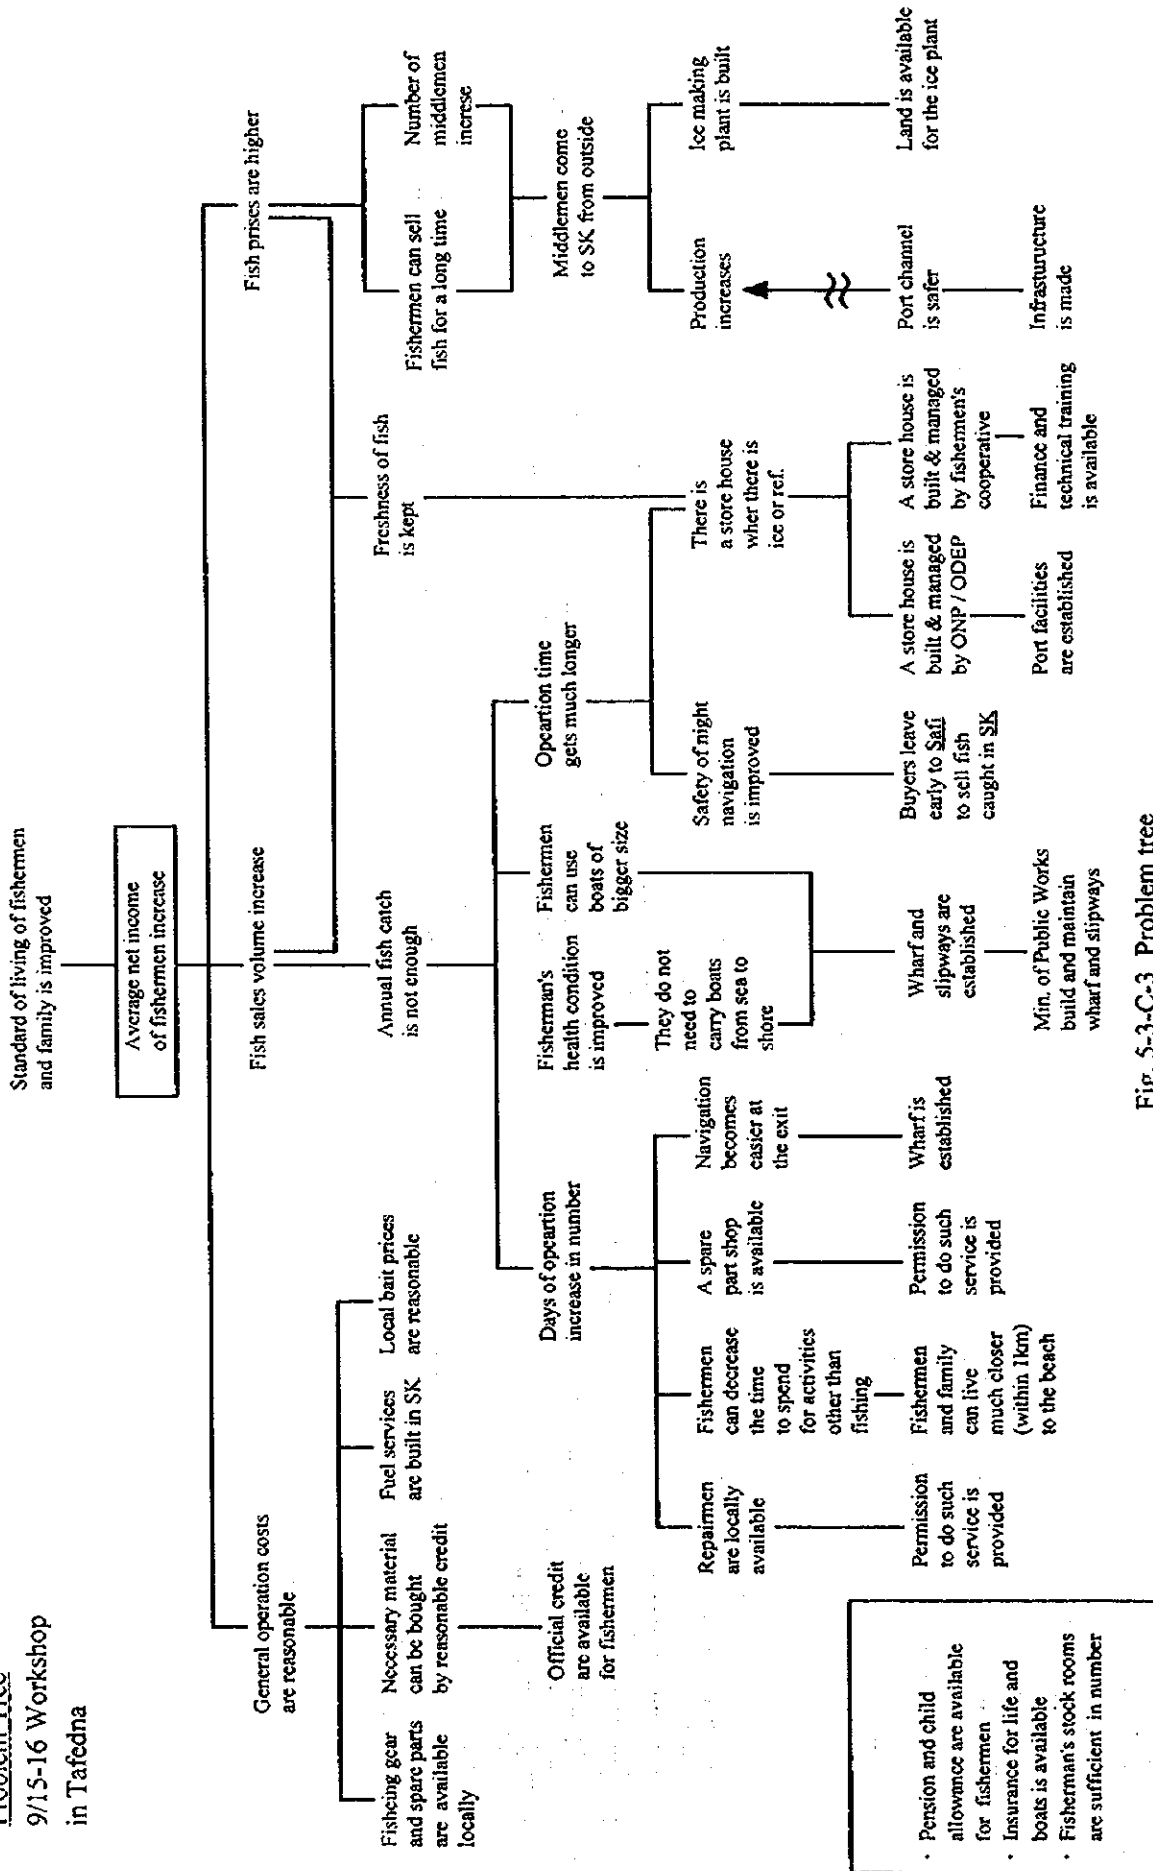 9/15-16 Workshop
in Tafedna
Standard of living of fishermen
and family is improved
Average net income
of fishermen increase
General operation costs
are reasonable
Fish sales volume increase
Fish prises are higher
Fishcing gear
and spare parts
are available
locally
Necessary material
can be bought
by reasonable credit
Fuel services
are built in SK
Local bait prices
are reasonable
Annual fish catch
is not enough
Freshness of fish
is kept
Fishermen can sell
fish for a long time
Number of
middlemen
increse
Official credit
are available
for fishermen
Days of opcartion
increase in number
Fisherman's
health condition
is improved
Fishermen
can use
boats of
bigger size
Opcartion time
gets much longer
Middlemen come
to SK from outside
Repairmen
are locally
available
Fishermen
can decrease
the time
to spend
for activities
other than
fishing
A spare
part shop
is available
Navigation
becomes
easier at
the exit
They do not
need to
carry boats
from sea to
shore
Safety of night
navigation
is improved
There is
a store house
wher there is
ice or ref.
Production
increases
Ice making
plant is built
Permission
to do such
service is
provided
Fishermen
and family
can live
much closer
(within 1km)
to the beach
Permission
to do such
service is
provided
Wharf is
established
Wharf and
slipways are
established
Buyers leave
early to Safi
to sell fish
caught in SK
A store house is
built & managed
by ONP / ODEP
A store house is
built & managed
by fishermen's
cooperative
Port channel
is safer
Land is available
for the ice plant
Min. of Public Works
build and maintain
wharf and slipways
Port facilities
are established
Finance and
technical training
is available
Infrasturucture
is made
· Pension and child
allowance are available
for fishermen
· Insurance for life and
boats is available
· Fisherman's stock rooms
are sufficient in number
Fig. 5-3-C-3 Problem tree